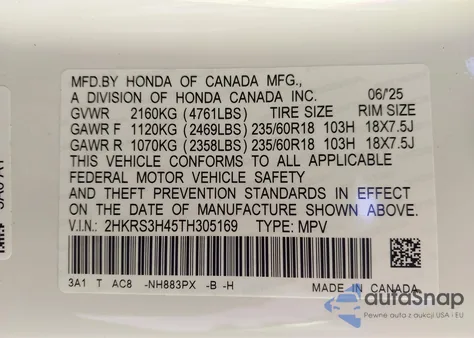 MFD.BY HONDA OF CANADA MFG.,
A DIVISION OF HONDA CANADA INC. 06/25
GVWR 2160KG (4761LBS) TIRE SIZE RIM SIZE
GAWR F 1120KG (2469LBS) 235/60R18 103H 18X7.5J
GAWR R 1070KG (2358LBS) 235/60R18 103H 18X7.5J
THIS VEHICLE CONFORMS TO ALL APPLICABLE
FEDERAL MOTOR VEHICLE SAFETY
AND THEFT PREVENTION STANDARDS IN EFFECT
ON THE DATE OF MANUFACTURE SHOWN ABOVE.
V.I.N.: 2HKRS3H45TH305169 TYPE: MPV
3A1 T AC8 -NH883PX -B -H MADE IN CANADA
autoSnap
Pewne auta z aukcji USA i EU